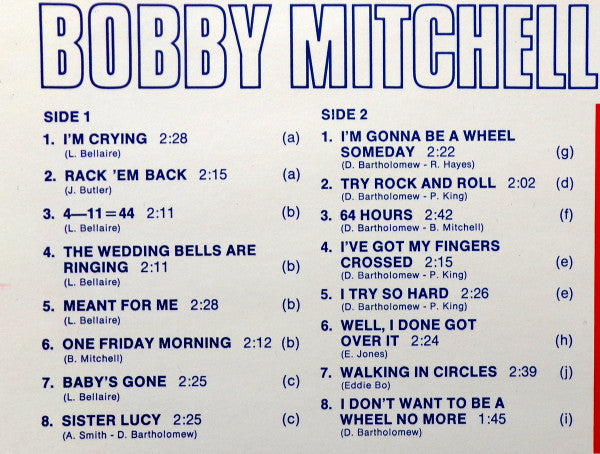 BOBBY MITCHELL
SIDE 1
1. I'M CRYING 2:28 (a)
(L. Bellaire)
2. RACK 'EM BACK 2:15 (a)
(J. Butler)
3. 4—11=44 2:11 (b)
(L. Bellaire)
4. THE WEDDING BELLS ARE
RINGING 2:11 (b)
(L. Bellaire)
5. MEANT FOR ME 2:28 (b)
(L. Bellaire)
6. ONE FRIDAY MORNING 2:12 (b)
(B. Mitchell)
7. BABY'S GONE 2:25 (c)
(L. Bellaire)
8. SISTER LUCY 2:25 (c)
(A. Smith - D. Bartholomew)
SIDE 2
1. I'M GONNA BE A WHEEL
SOMEDAY 2:22 (g)
(D. Bartholomew - R. Hayes)
2. TRY ROCK AND ROLL 2:02 (d)
(D. Bartholomew - P. King)
3. 64 HOURS 2:42 (f)
(D. Bartholomew - B. Mitchell)
4. I'VE GOT MY FINGERS
CROSSED 2:15 (e)
(D. Bartholomew - P. King)
5. I TRY SO HARD 2:26 (e)
(D. Bartholomew - P. King)
6. WELL, I DONE GOT
OVER IT 2:24 (h)
(E. Jones)
7. WALKING IN CIRCLES 2:39 (j)
(Eddie Bo)
8. I DON'T WANT TO BE A
WHEEL NO MORE 1:45 (i)
(D. Bartholomew)